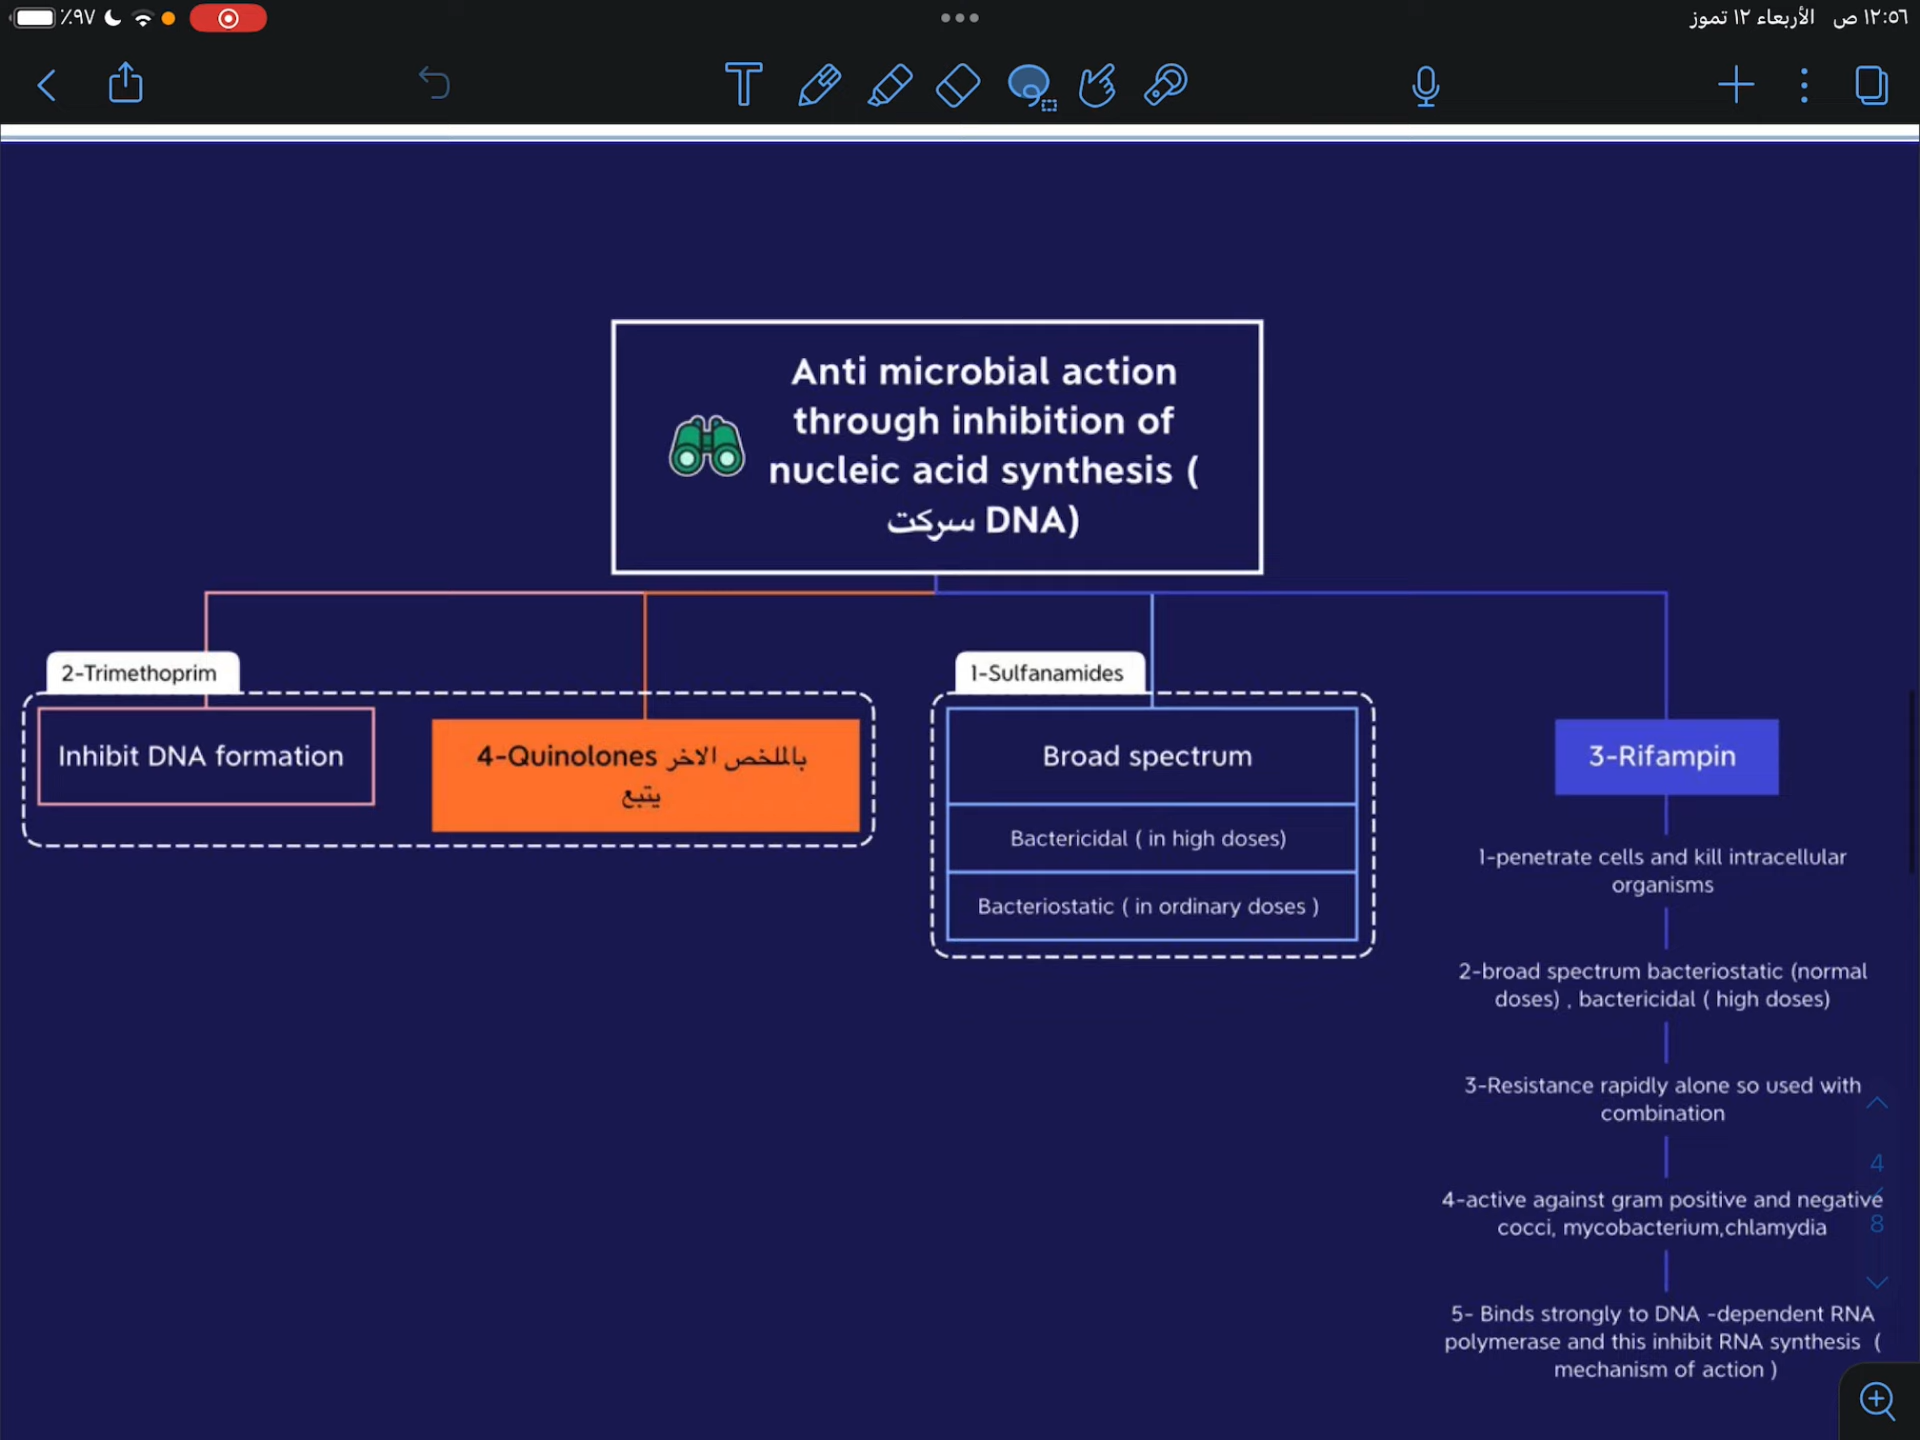 ٪٩٧
١٢:٥٦ ص الأربعاء ١٢ تموز
T
Anti microbial action
through inhibition of
nucleic acid synthesis (
سركت DNA)
2-Trimethoprim
Inhibit DNA formation
4-Quinolones بالملخص الاخر
يتبع
1-Sulfanamides
Broad spectrum
Bactericidal ( in high doses)
Bacteriostatic ( in ordinary doses )
3-Rifampin
1-penetrate cells and kill intracellular
organisms
2-broad spectrum bacteriostatic (normal
doses) , bactericidal ( high doses)
3-Resistance rapidly alone so used with
combination
4-active against gram positive and negative
cocci, mycobacterium,chlamydia
5- Binds strongly to DNA -dependent RNA
polymerase and this inhibit RNA synthesis (
mechanism of action )
4
8